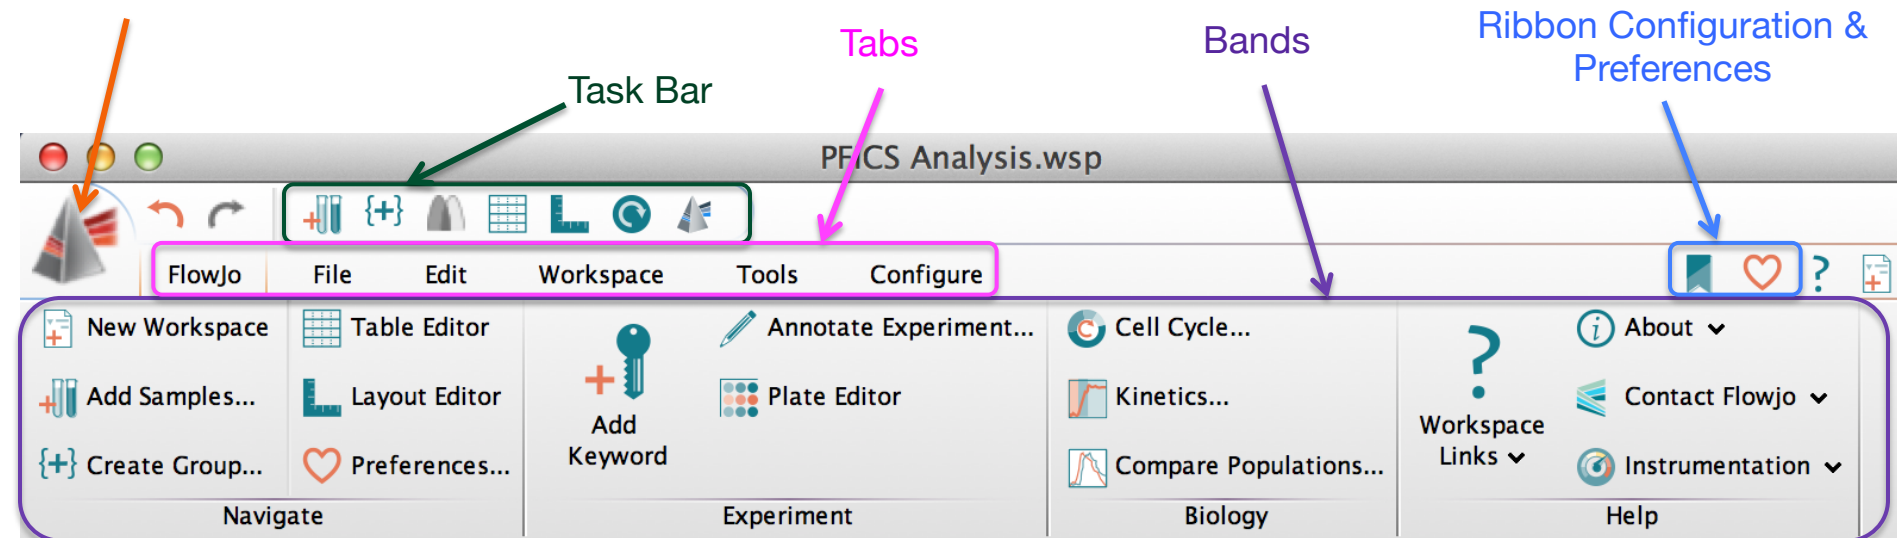 Ribbon Configuration &
Preferences
Tabs
Bands
Task Bar
PFICS Analysis.wsp
FlowJo File Edit Workspace Tools Configure
New Workspace
Add Samples...
Create Group...
Table Editor
Layout Editor
Preferences...
Navigate
Add
Keyword
Annotate Experiment...
Plate Editor
Experiment
Cell Cycle...
Kinetics...
Compare Populations...
Biology
Workspace
Links
About
Contact Flowjo
Instrumentation
Help